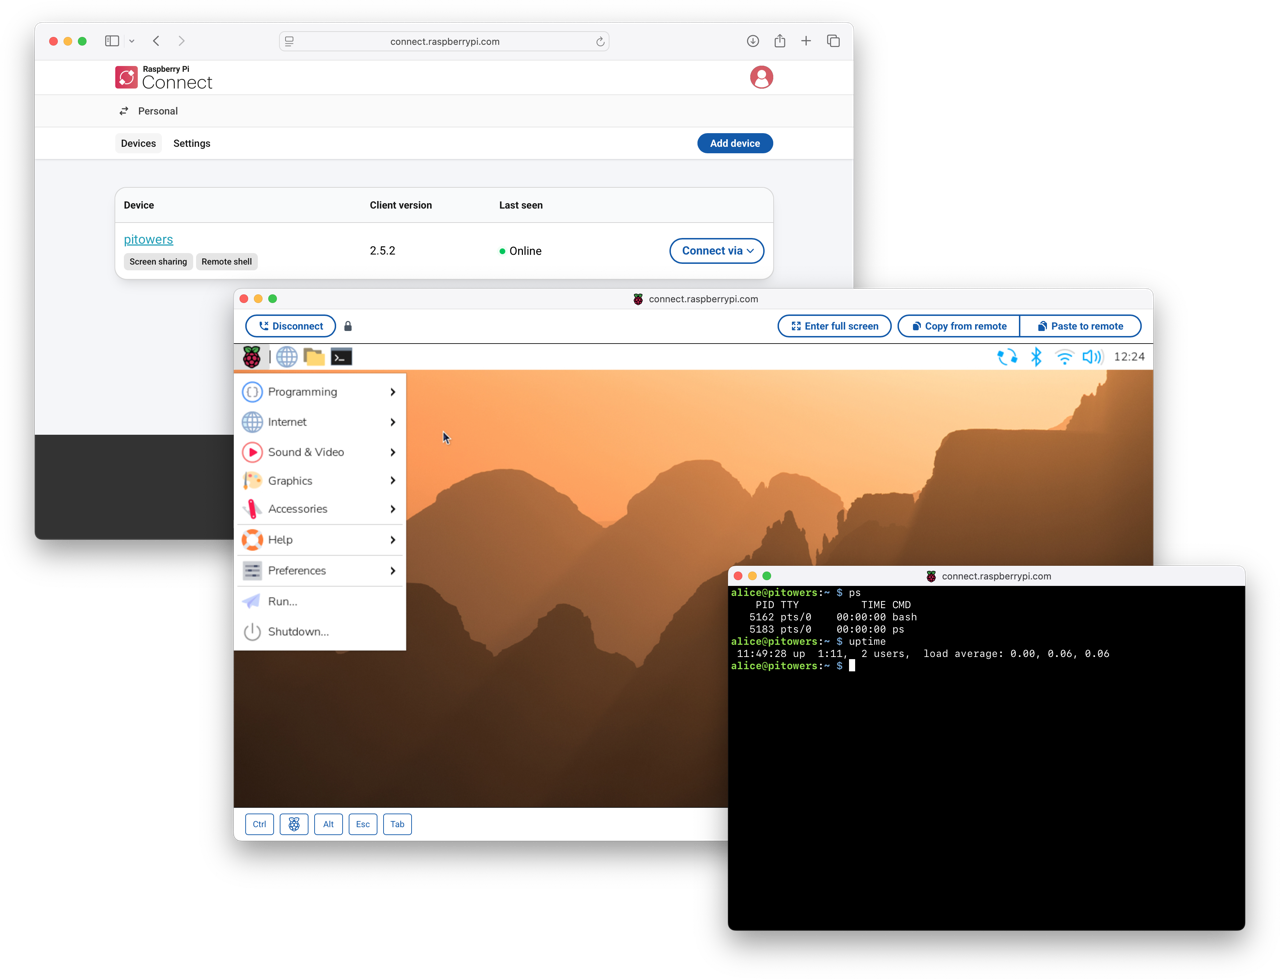 connect.raspberrypi.com
Raspberry Pi
Connect
Personal
Devices Settings Add device
Device Client version Last seen
pitowers
2.5.2 Online Connect via
Screen sharing Remote shell
connect.raspberrypi.com
Disconnect Enter full screen Copy from remote Paste to remote
12:24
Programming
Internet
Sound & Video
Graphics
Accessories
Help
Preferences
Run...
Shutdown...
Ctrl Alt Esc Tab
connect.raspberrypi.com
alice@pitowers:~ $ ps
    PID TTY          TIME CMD
   5162 pts/0    00:00:00 bash
   5183 pts/0    00:00:00 ps
alice@pitowers:~ $ uptime
 11:49:28 up  1:11,  2 users,  load average: 0.00, 0.06, 0.06
alice@pitowers:~ $